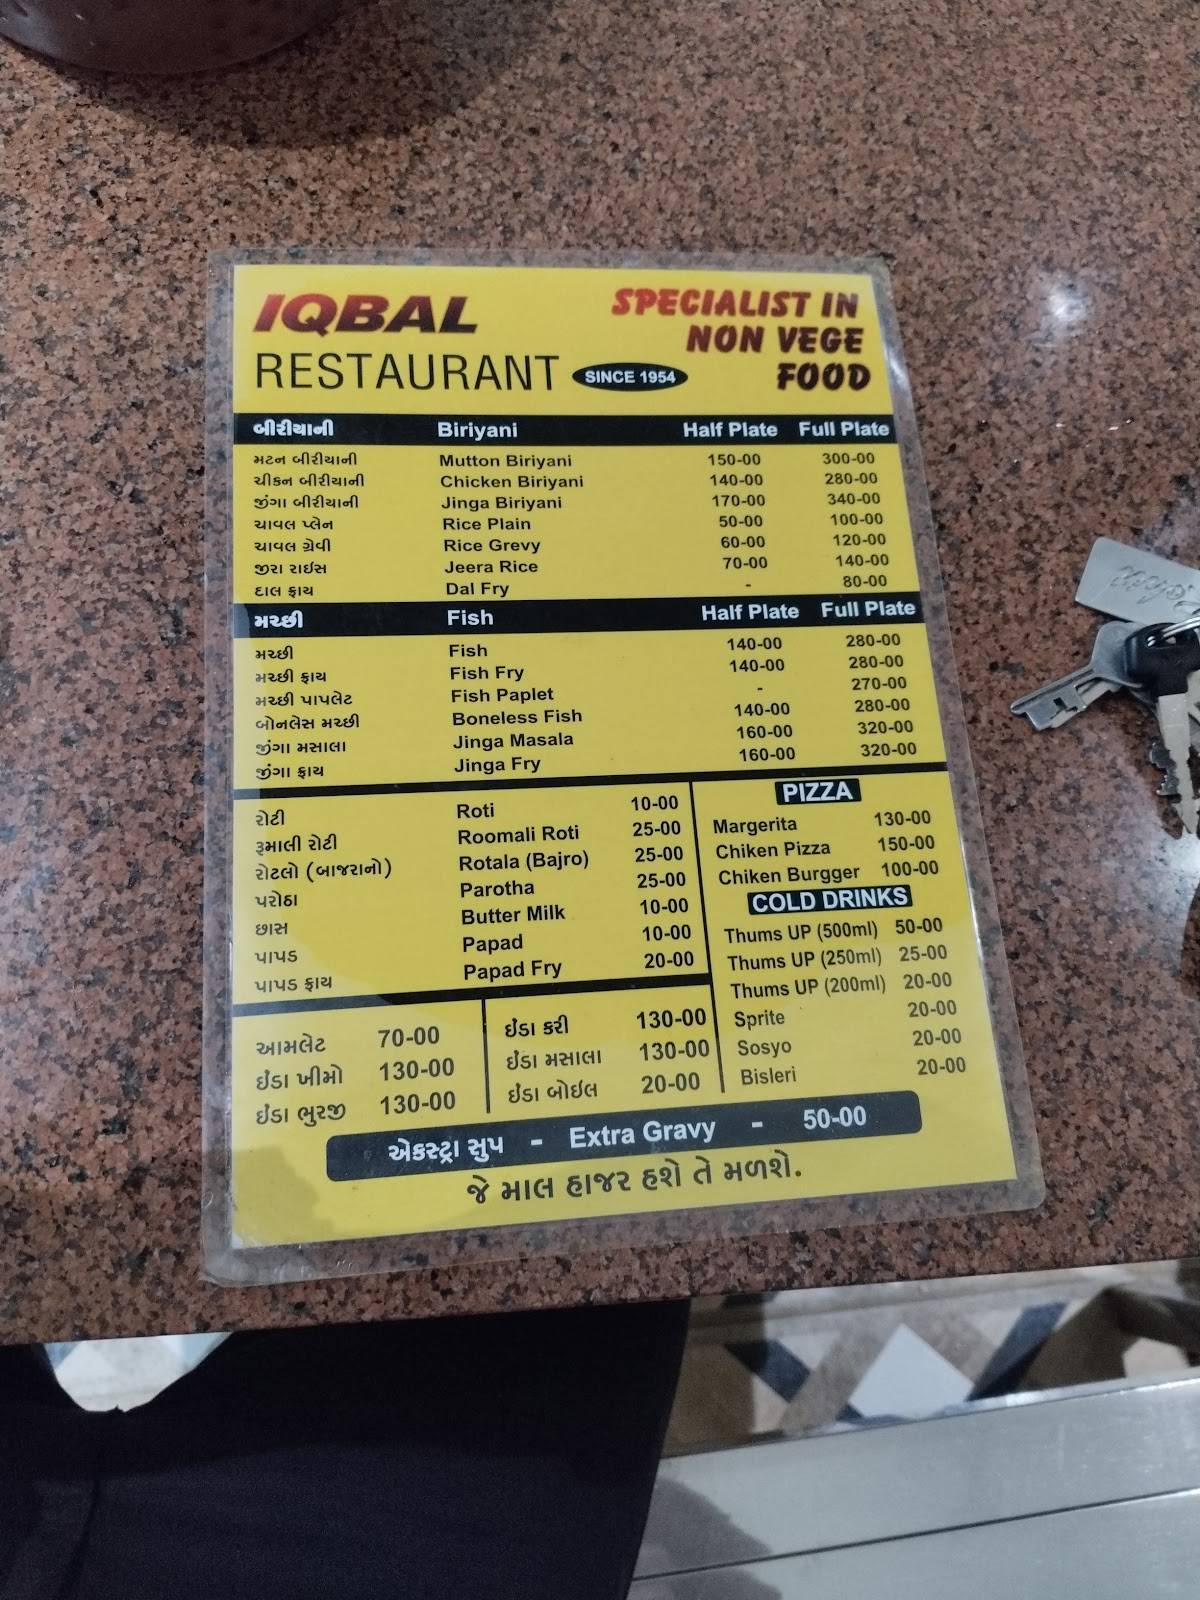 IQBAL
RESTAURANT SINCE 1954
SPECIALIST IN
NON VEGE
FOOD
બીરીયાની Biriyani Half Plate Full Plate
મટન બીરીયાની Mutton Biriyani 150-00 300-00
ચીકન બીરીયાની Chicken Biriyani 140-00 280-00
જીંગા બીરીયાની Jinga Biriyani 170-00 340-00
ચાવલ પ્લેન Rice Plain 50-00 100-00
ચાવલ ગ્રેવી Rice Grevy 60-00 120-00
જીરા રાઇસ Jeera Rice 70-00 140-00
દાલ ફ્રાય Dal Fry - 80-00
મચ્છી Fish Half Plate Full Plate
મચ્છી Fish 140-00 280-00
મચ્છી ફ્રાય Fish Fry 140-00 280-00
મચ્છી પાપલેટ Fish Paplet - 270-00
બોનલેસ મચ્છી Boneless Fish 140-00 280-00
જીંગા મસાલા Jinga Masala 160-00 320-00
જીંગા ફ્રાય Jinga Fry 160-00 320-00
રોટી Roti 10-00
રૂમાલી રોટી Roomali Roti 25-00
રોટલો (બાજરાનો) Rotala (Bajro) 25-00
પરોઠા Parotha 25-00
છાસ Butter Milk 10-00
પાપડ Papad 10-00
પાપડ ફ્રાય Papad Fry 20-00
PIZZA
Margerita 130-00
Chiken Pizza 150-00
Chiken Burgger 100-00
COLD DRINKS
Thums UP (500ml) 50-00
Thums UP (250ml) 25-00
Thums UP (200ml) 20-00
Sprite 20-00
Sosyo 20-00
Bisleri 20-00
આમલેટ 70-00
ઈંડા ખીમો 130-00
ઈંડા ભુરજી 130-00
ઈંડા કરી 130-00
ઈંડા મસાલા 130-00
ઈંડા બોઈલ 20-00
એકસ્ટ્રા સુપ - Extra Gravy - 50-00
જે માલ હાજર હશે તે મળશે.